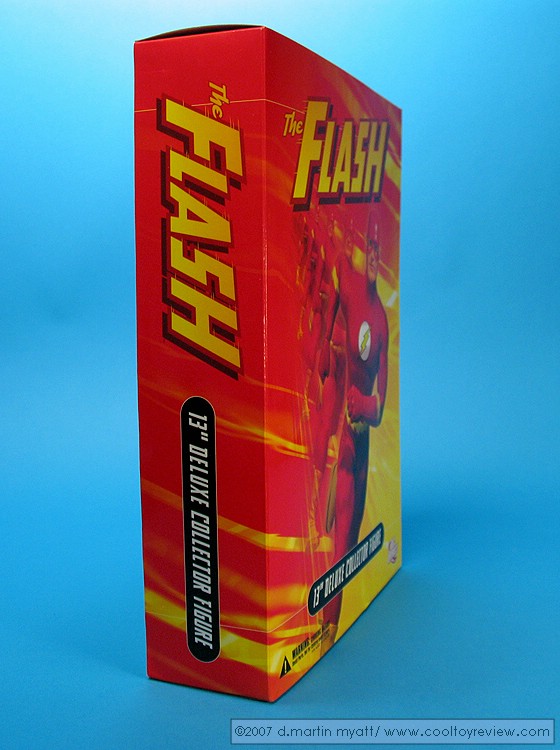 The
FLASH
13" DELUXE COLLECTOR FIGURE
The
FLASH
13" DELUXE COLLECTOR FIGURE
WARNING:
©2007 d.martin myatt/ www.cooltoyreview.com